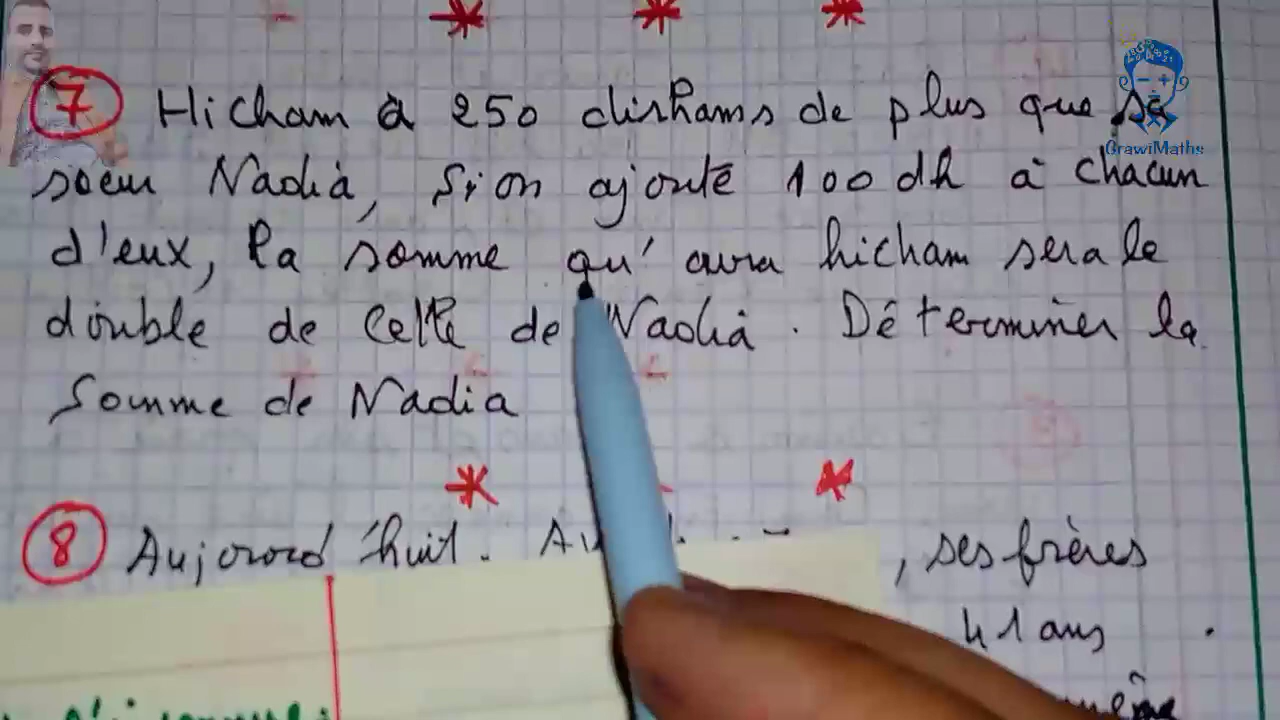 7 Hicham à 250 dirhams de plus que sa
soeur Nadia, Si on ajoute 100 dh à chacun
d'eux, la somme qu'aura hicham sera le
double de celle de Nadia. Déterminer la
Somme de Nadia
8 Aujourd'huit. , ses frères
41 ans .
même
GrawiMaths